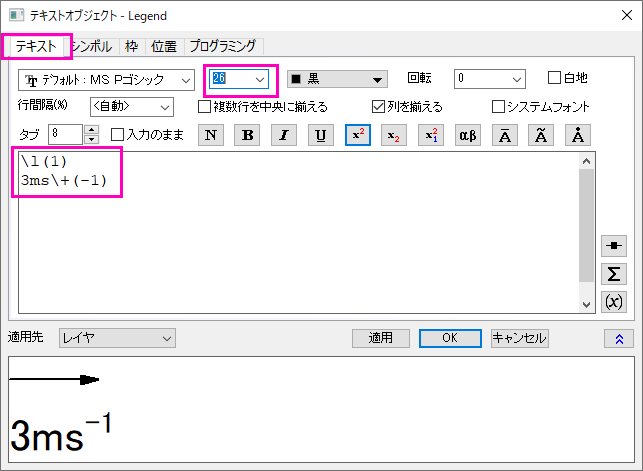 テキストオブジェクト - Legend
テキスト シンボル 枠 位置 プログラミング
デフォルト: MS Pゴシック 26 黒 回転 0 白地
行間隔(%) <自動> 複数行を中央に揃える 列を揃える システムフォント
タブ 8 入力のまま N B I U x² x₂ x²₁ αβ Ā Ã Å
\l(1)
3ms\+(-1)
Σ
(x)
適用先 レイヤ 適用 OK キャンセル
3ms⁻¹